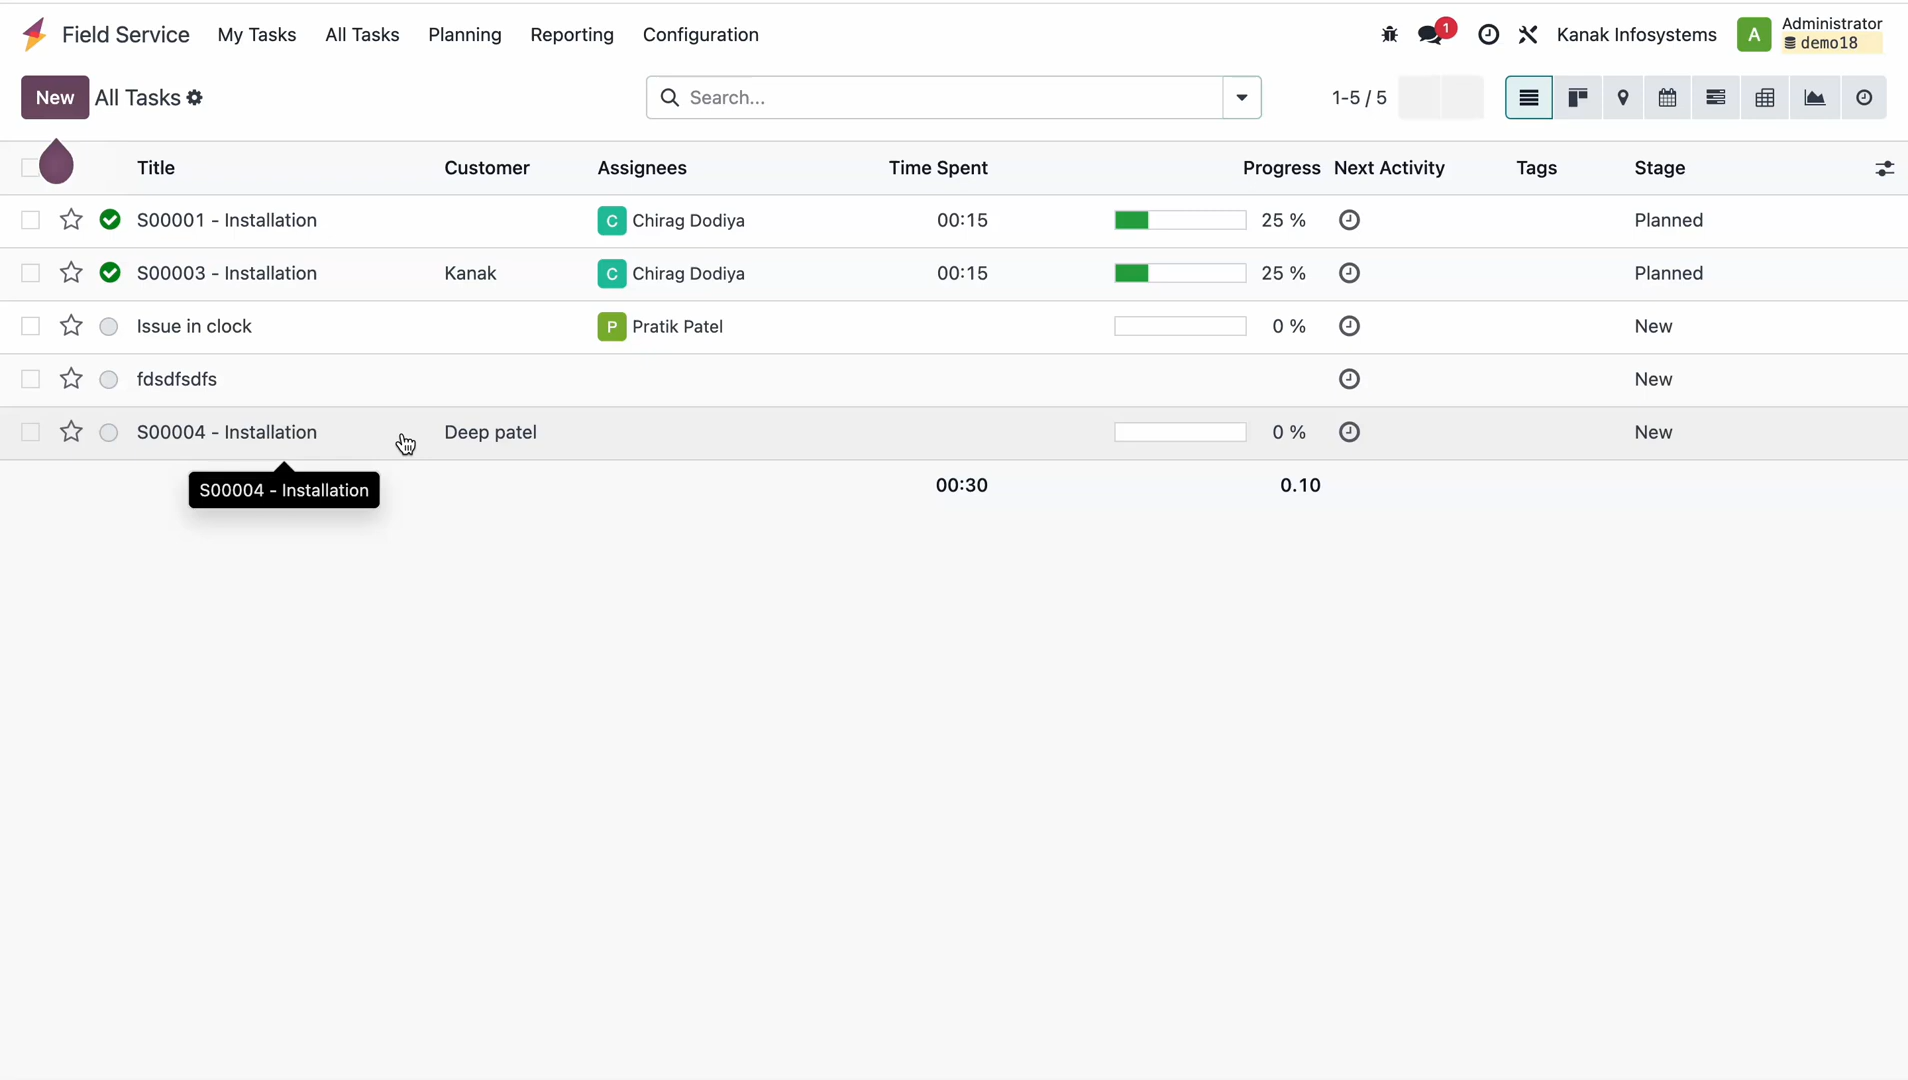 Field Service My Tasks All Tasks Planning Reporting Configuration 1 Kanak Infosystems A Administrator
demo18
New All Tasks Search... 1-5 / 5
Title Customer Assignees Time Spent Progress Next Activity Tags Stage
S00001 - Installation C Chirag Dodiya 00:15 25 % Planned
S00003 - Installation Kanak C Chirag Dodiya 00:15 25 % Planned
Issue in clock P Pratik Patel 0 % New
fdsdfsdfs New
S00004 - Installation Deep patel 0 % New
S00004 - Installation 00:30 0.10